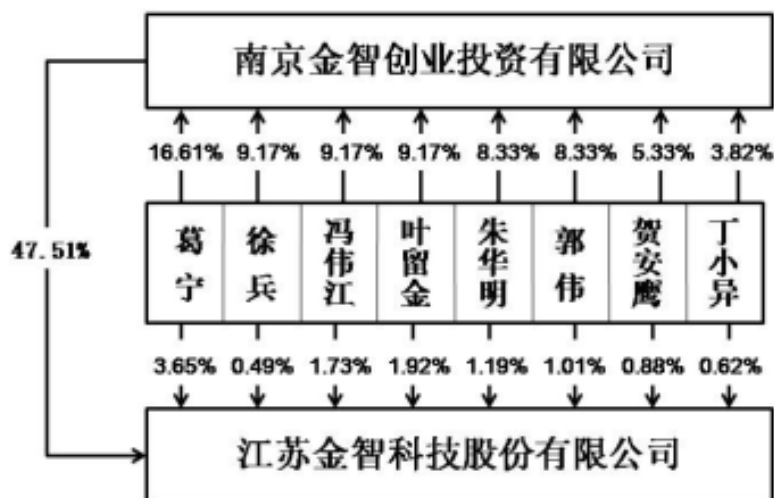 南京金智创业投资有限公司
16.61% 9.17% 9.17% 9.17% 8.33% 8.33% 5.33% 3.82%
47.51%
葛宁 徐兵 冯伟江 叶留金 朱华明 郭伟 贺安鹰 丁小异
3.65% 0.49% 1.73% 1.92% 1.19% 1.01% 0.88% 0.62%
江苏金智科技股份有限公司